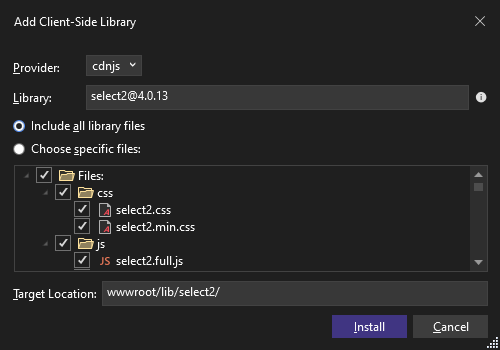 Add Client-Side Library
Provider: cdnjs
Library: select2@4.0.13
Include all library files
Choose specific files:
Files:
css
select2.css
select2.min.css
js
JS select2.full.js
Target Location: wwwroot/lib/select2/
Install Cancel